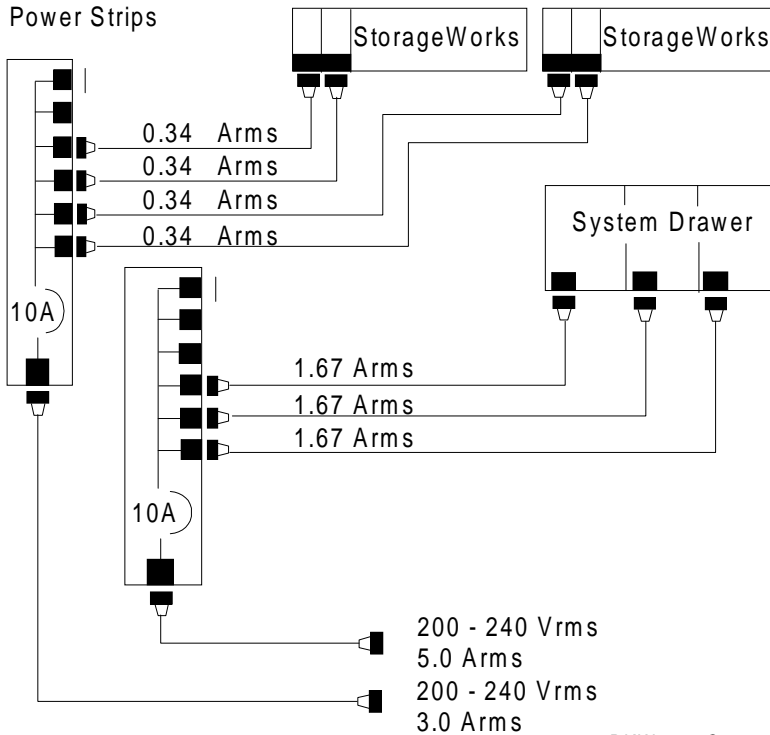 Power Strips
StorageWorks
StorageWorks
0.34 Arms
0.34 Arms
0.34 Arms
0.34 Arms
System Drawer
10A
1.67 Arms
1.67 Arms
1.67 Arms
10A
200 - 240 Vrms
5.0 Arms
200 - 240 Vrms
3.0 Arms